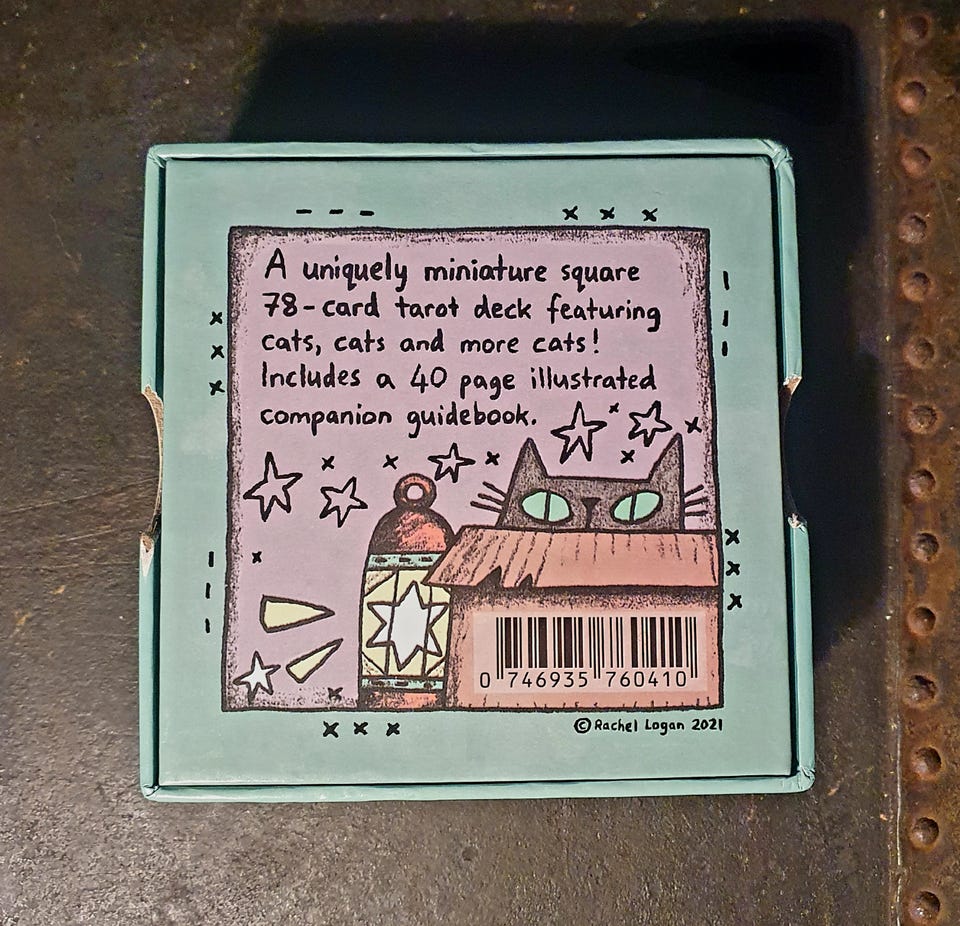 A uniquely miniature square
78-card tarot deck featuring
cats, cats and more cats!
Includes a 40 page illustrated
companion guidebook.
0 746935 760410
©Rachel Logan 2021